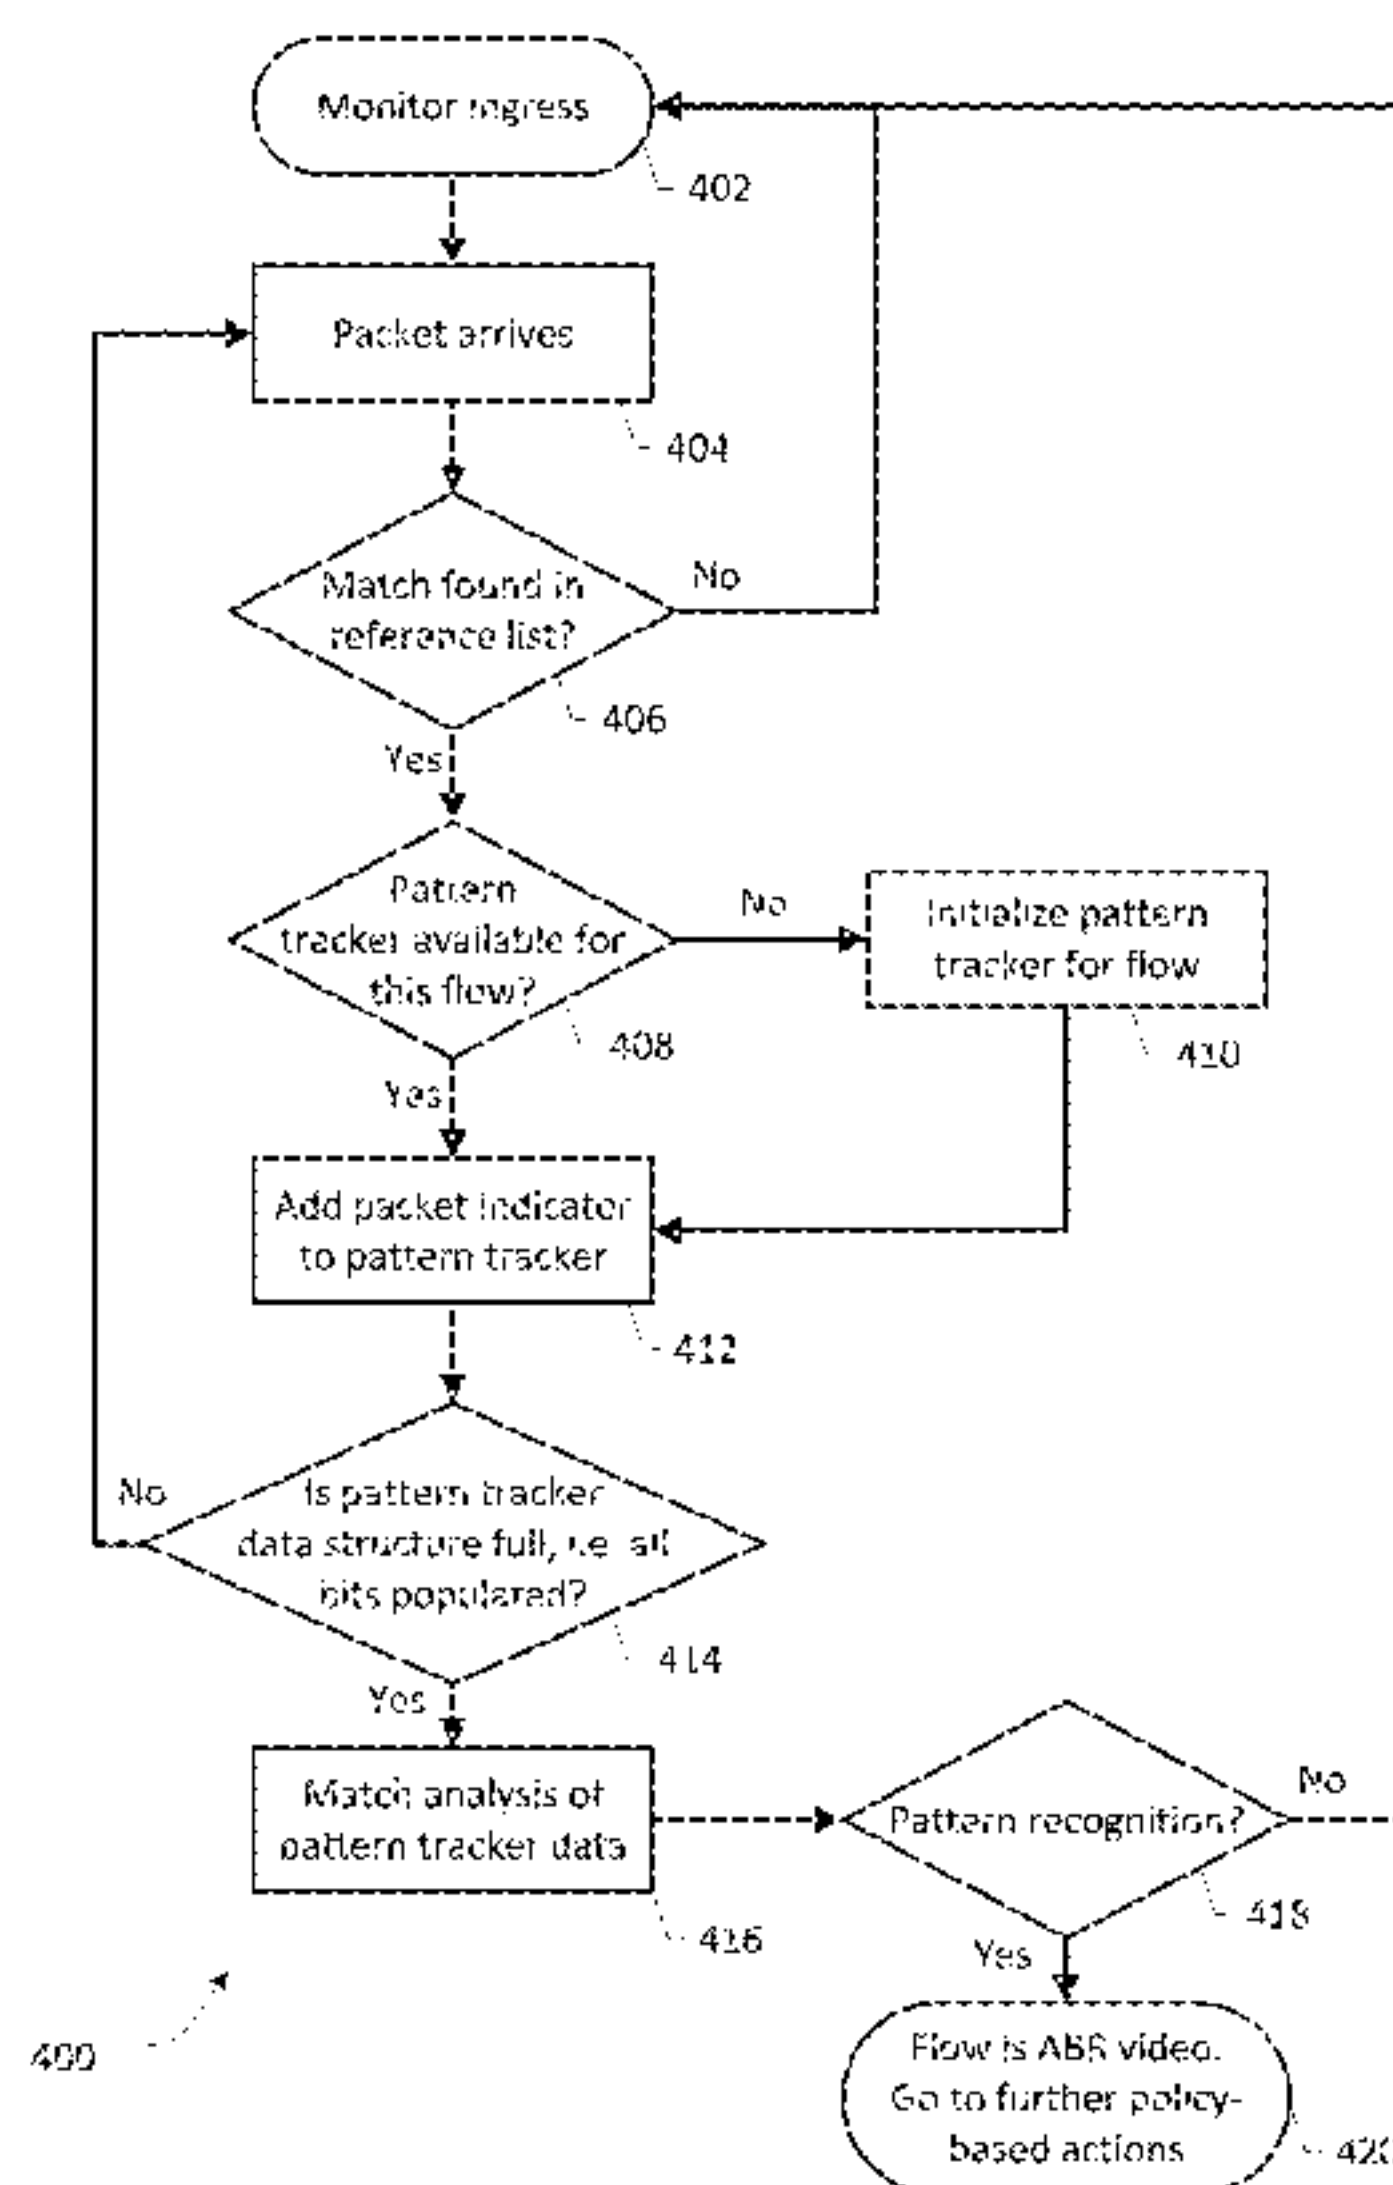 Monitor ingress
402
Packet arrives
404
Match found in
reference list?
No
406
Yes
Pattern
tracker available for
this flow?
No
408
Initialize pattern
tracker for flow
410
Yes
Add packet indicator
to pattern tracker
412
No
Is pattern tracker
data structure full, i.e. all
bits populated?
414
Yes
Match analysis of
pattern tracker data
416
Pattern recognition?
No
418
Yes
400
Flow is ABR video.
Go to further policy-
based actions
420